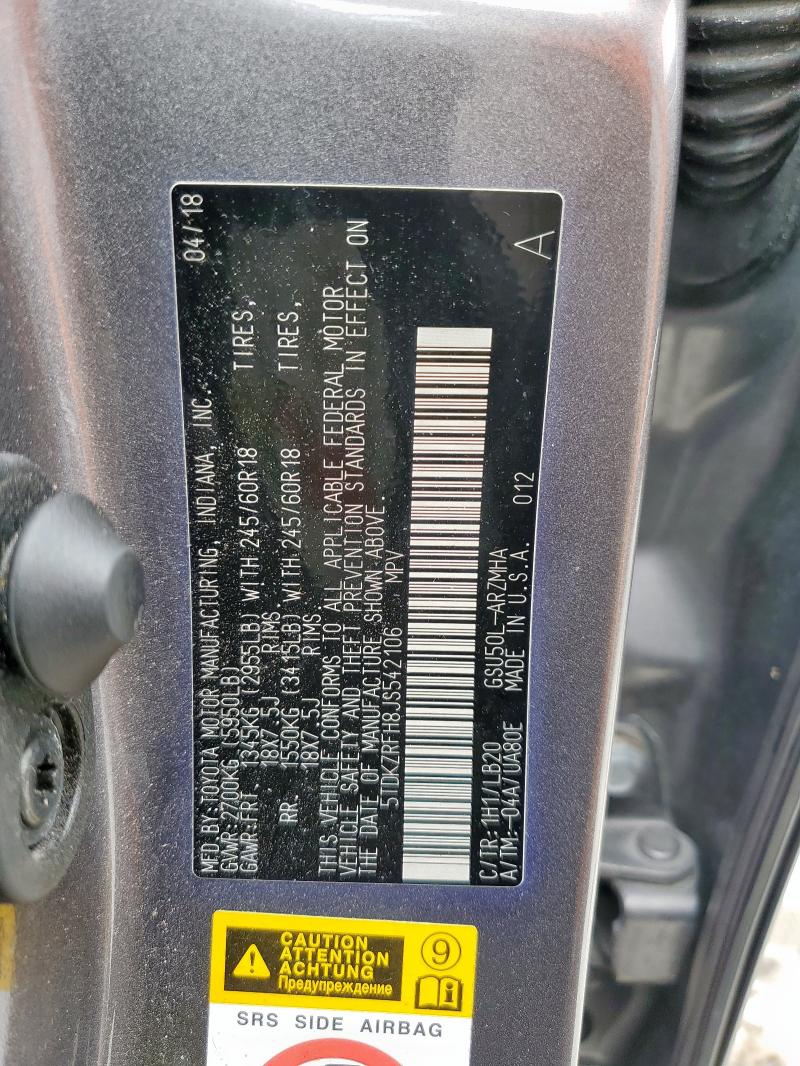 MFD.BY:TOYOTA MOTOR MANUFACTURING, INDIANA, INC. 04/18
GVWR:2700KG (5950LB)
GAWR:FRT 1345KG (2955LB) WITH 245/60R18 TIRES,
18X7.5J RIMS.
RR 1550KG (3415LB) WITH 245/60R18 TIRES,
18X7.5J RIMS.
THIS VEHICLE CONFORMS TO ALL APPLICABLE FEDERAL MOTOR
VEHICLE SAFETY AND THEFT PREVENTION STANDARDS IN EFFECT ON
THE DATE OF MANUFACTURE SHOWN ABOVE.
5TDKZRFH8JS542106 MPV
C/TR:1H1/LB20 GSU50L-ARZMHA
A/TM:-04A/UA80E MADE IN U.S.A. 012 A
CAUTION
ATTENTION
ACHTUNG
Предупреждение
9
i
SRS SIDE AIRBAG